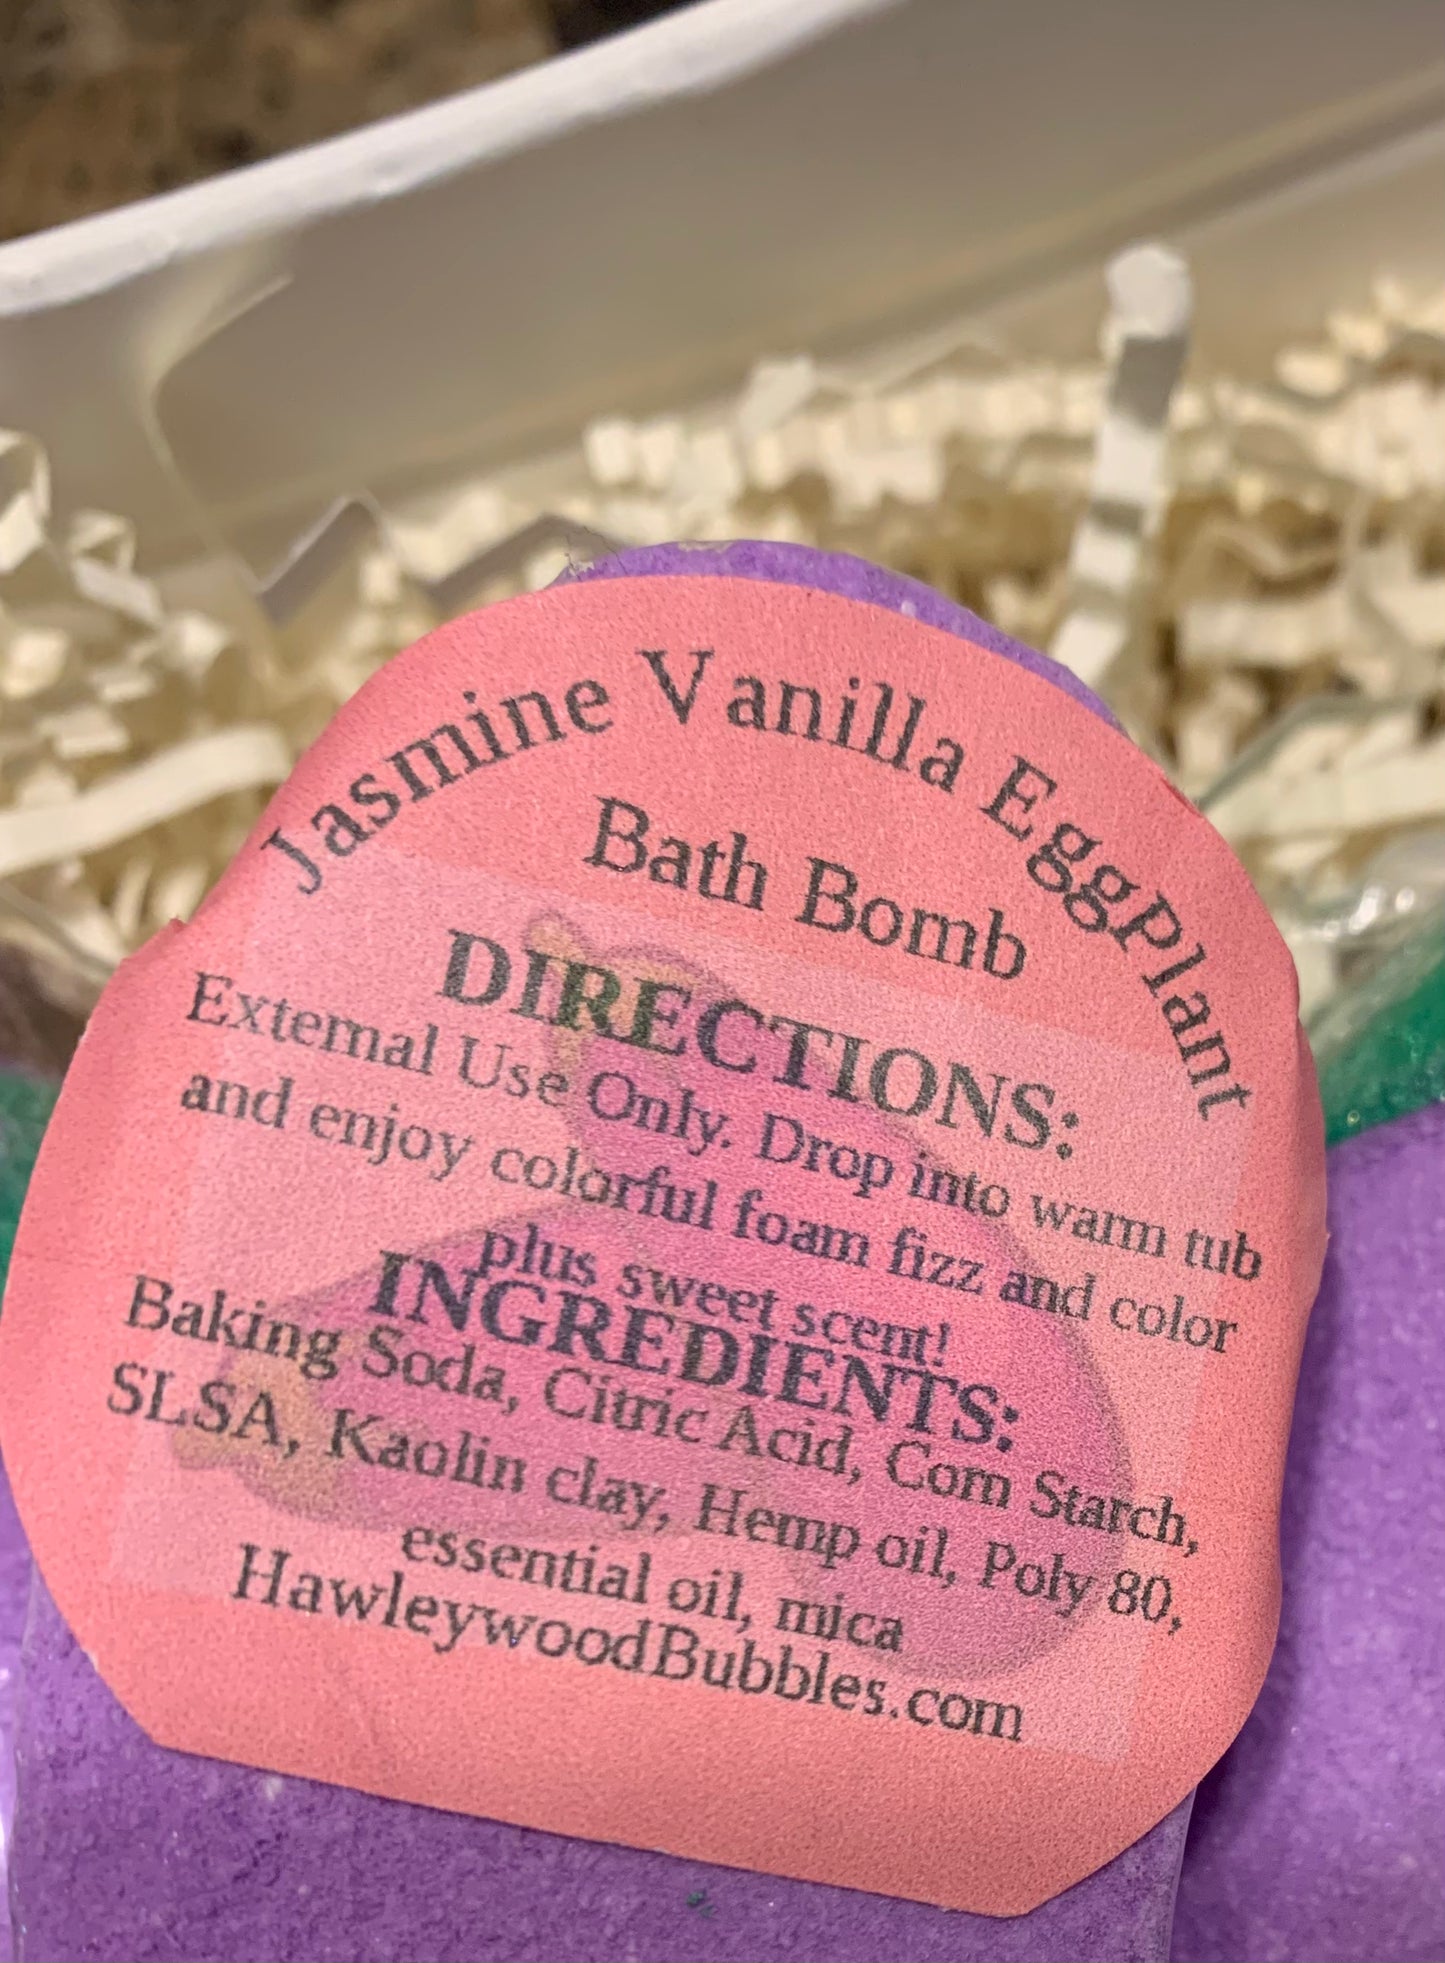 Jasmine Vanilla EggPlant
Bath Bomb
DIRECTIONS:
External Use Only. Drop into warm tub
and enjoy colorful foam fizz and color
plus sweet scent!
INGREDIENTS:
Baking Soda, Citric Acid, Corn Starch,
SLSA, Kaolin clay, Hemp oil, Poly 80,
essential oil, mica
HawleywoodBubbles.com